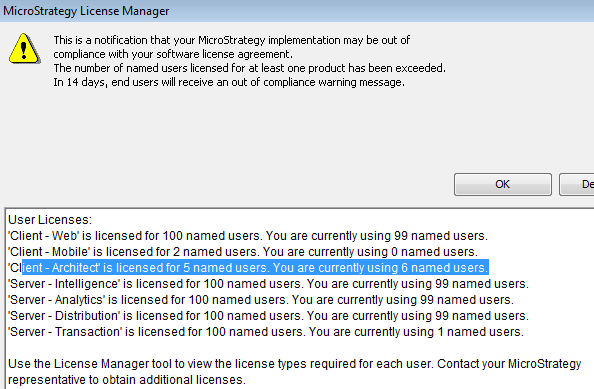 MicroStrategy License Manager
This is a notification that your MicroStrategy implementation may be out of
compliance with your software license agreement.
The number of named users licensed for at least one product has been exceeded.
In 14 days, end users will receive an out of compliance warning message.
OK
De
User Licenses:
'Client - Web' is licensed for 100 named users. You are currently using 99 named users.
'Client - Mobile' is licensed for 2 named users. You are currently using 0 named users.
'Client - Architect' is licensed for 5 named users. You are currently using 6 named users.
'Server - Intelligence' is licensed for 100 named users. You are currently using 99 named users.
'Server - Analytics' is licensed for 100 named users. You are currently using 99 named users.
'Server - Distribution' is licensed for 100 named users. You are currently using 99 named users.
'Server - Transaction' is licensed for 100 named users. You are currently using 1 named users.
Use the License Manager tool to view the license types required for each user. Contact your MicroStrategy
representative to obtain additional licenses.